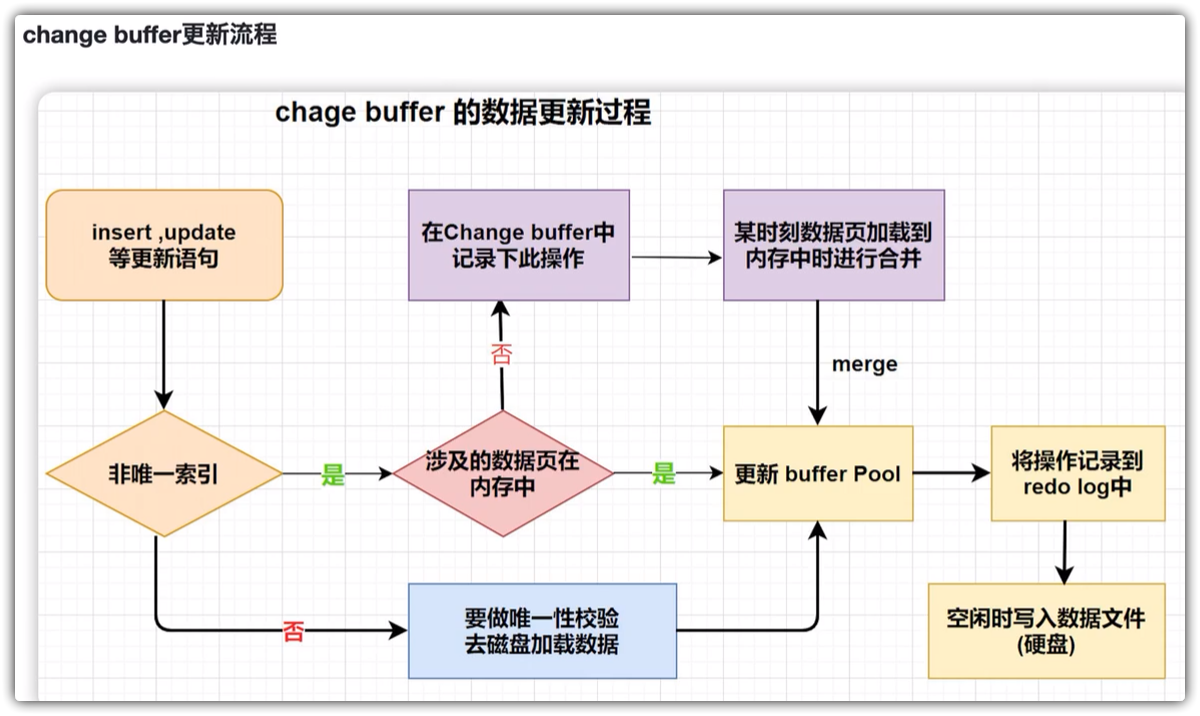 change buffer更新流程
chage buffer 的数据更新过程
insert ,update
等更新语句
在Change buffer中
记录下此操作
某时刻数据页加载到
内存中时进行合并
否
merge
非唯一索引
是
涉及的数据页在
内存中
是
更新 buffer Pool
将操作记录到
redo log中
否
要做唯一性校验
去磁盘加载数据
空闲时写入数据文件
(硬盘)